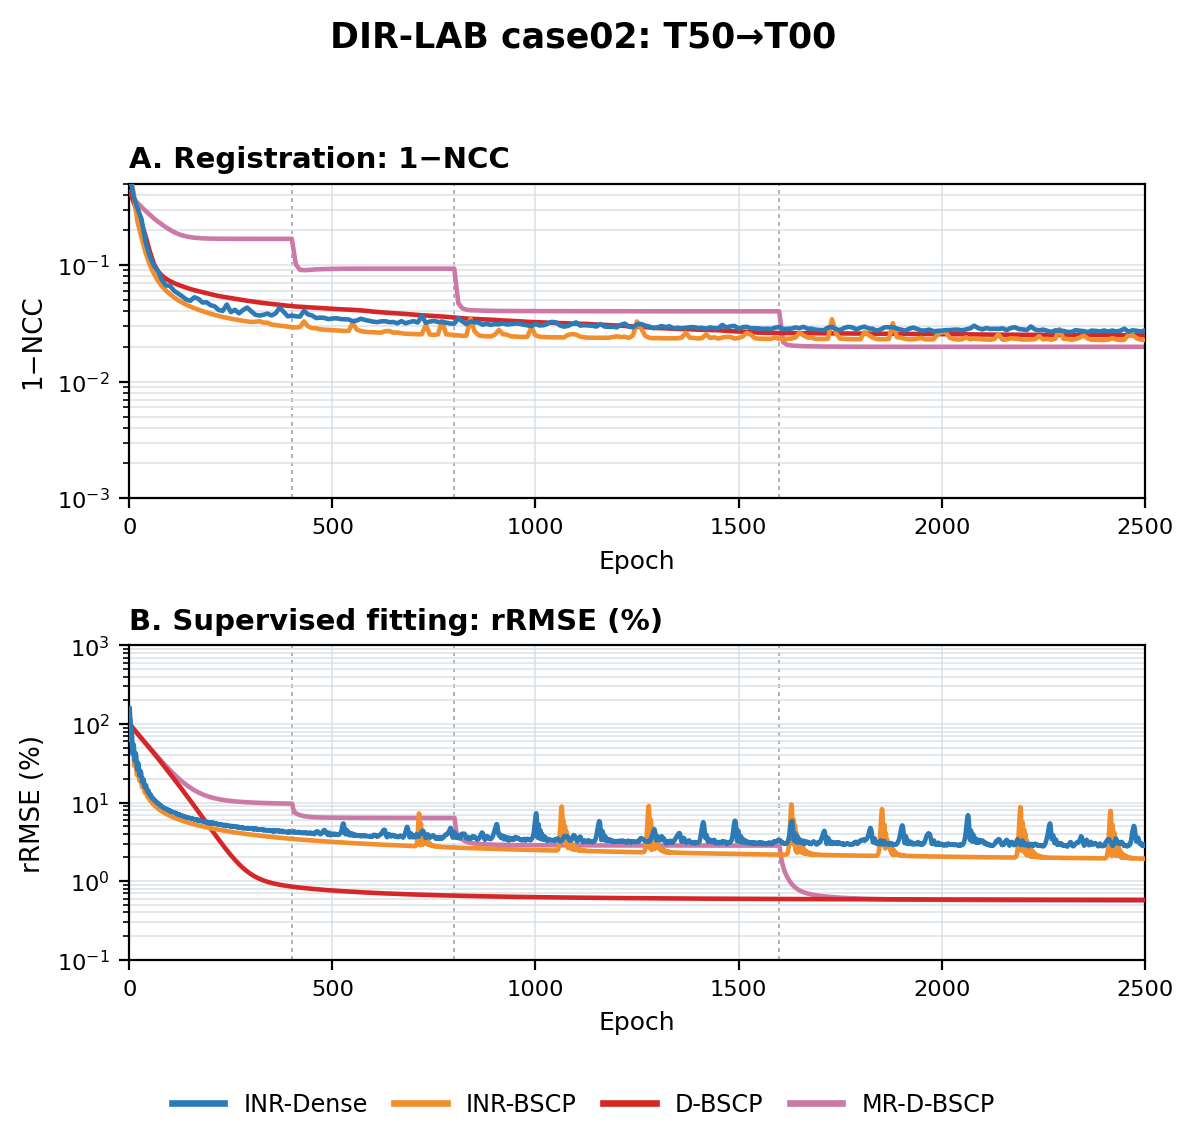 DIR-LAB case02: T50→T00
A. Registration: 1−NCC
1−NCC
10⁻¹
10⁻²
10⁻³
0 500 1000 1500 2000 2500
Epoch
B. Supervised fitting: rRMSE (%)
rRMSE (%)
10³
10²
10¹
10⁰
10⁻¹
0 500 1000 1500 2000 2500
Epoch
INR-Dense INR-BSCP D-BSCP MR-D-BSCP